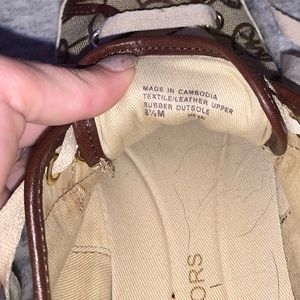 MADE IN CAMBODIA
TEXTILE/LEATHER UPPER
RUBBER OUTSOLE
8½M
ORS